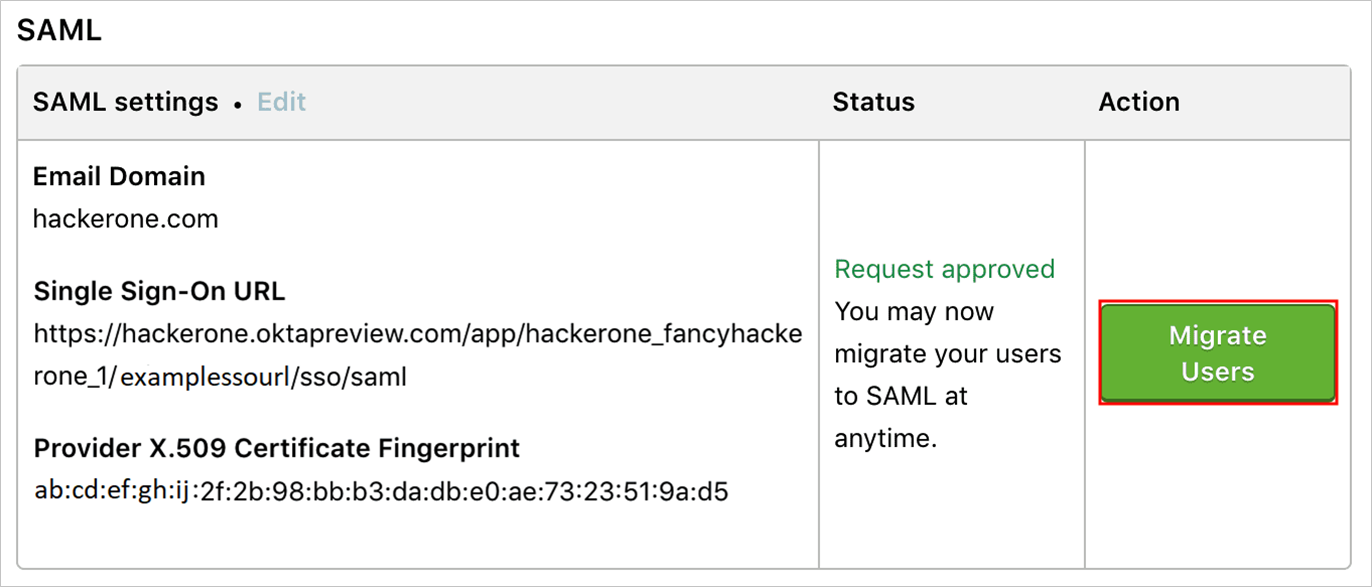 SAML
SAML settings • Edit
Status
Action
Email Domain
hackerone.com
Single Sign-On URL
https://hackerone.oktapreview.com/app/hackerone_fancyhacke
rone_1/examplessourl/sso/saml
Provider X.509 Certificate Fingerprint
ab:cd:ef:gh:ij:2f:2b:98:bb:b3:da:db:e0:ae:73:23:51:9a:d5
Request approved
You may now
migrate your users
to SAML at
anytime.
Migrate
Users